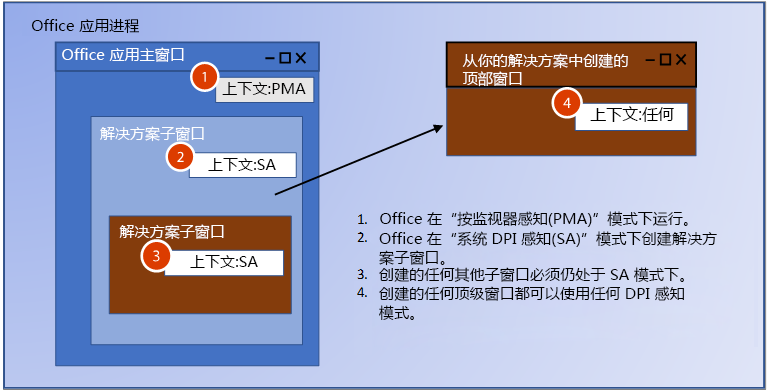 Office 应用进程
Office 应用主窗口
1
上下文:PMA
解决方案子窗口
2
上下文:SA
解决方案子窗口
3
上下文:SA
从你的解决方案中创建的
顶部窗口
4
上下文:任何
1. Office 在“按监视器感知(PMA)”模式下运行。
2. Office 在“系统 DPI 感知(SA)”模式下创建解决方
案子窗口。
3. 创建的任何其他子窗口必须仍处于 SA 模式下。
4. 创建的任何顶级窗口都可以使用任何 DPI 感知
模式。